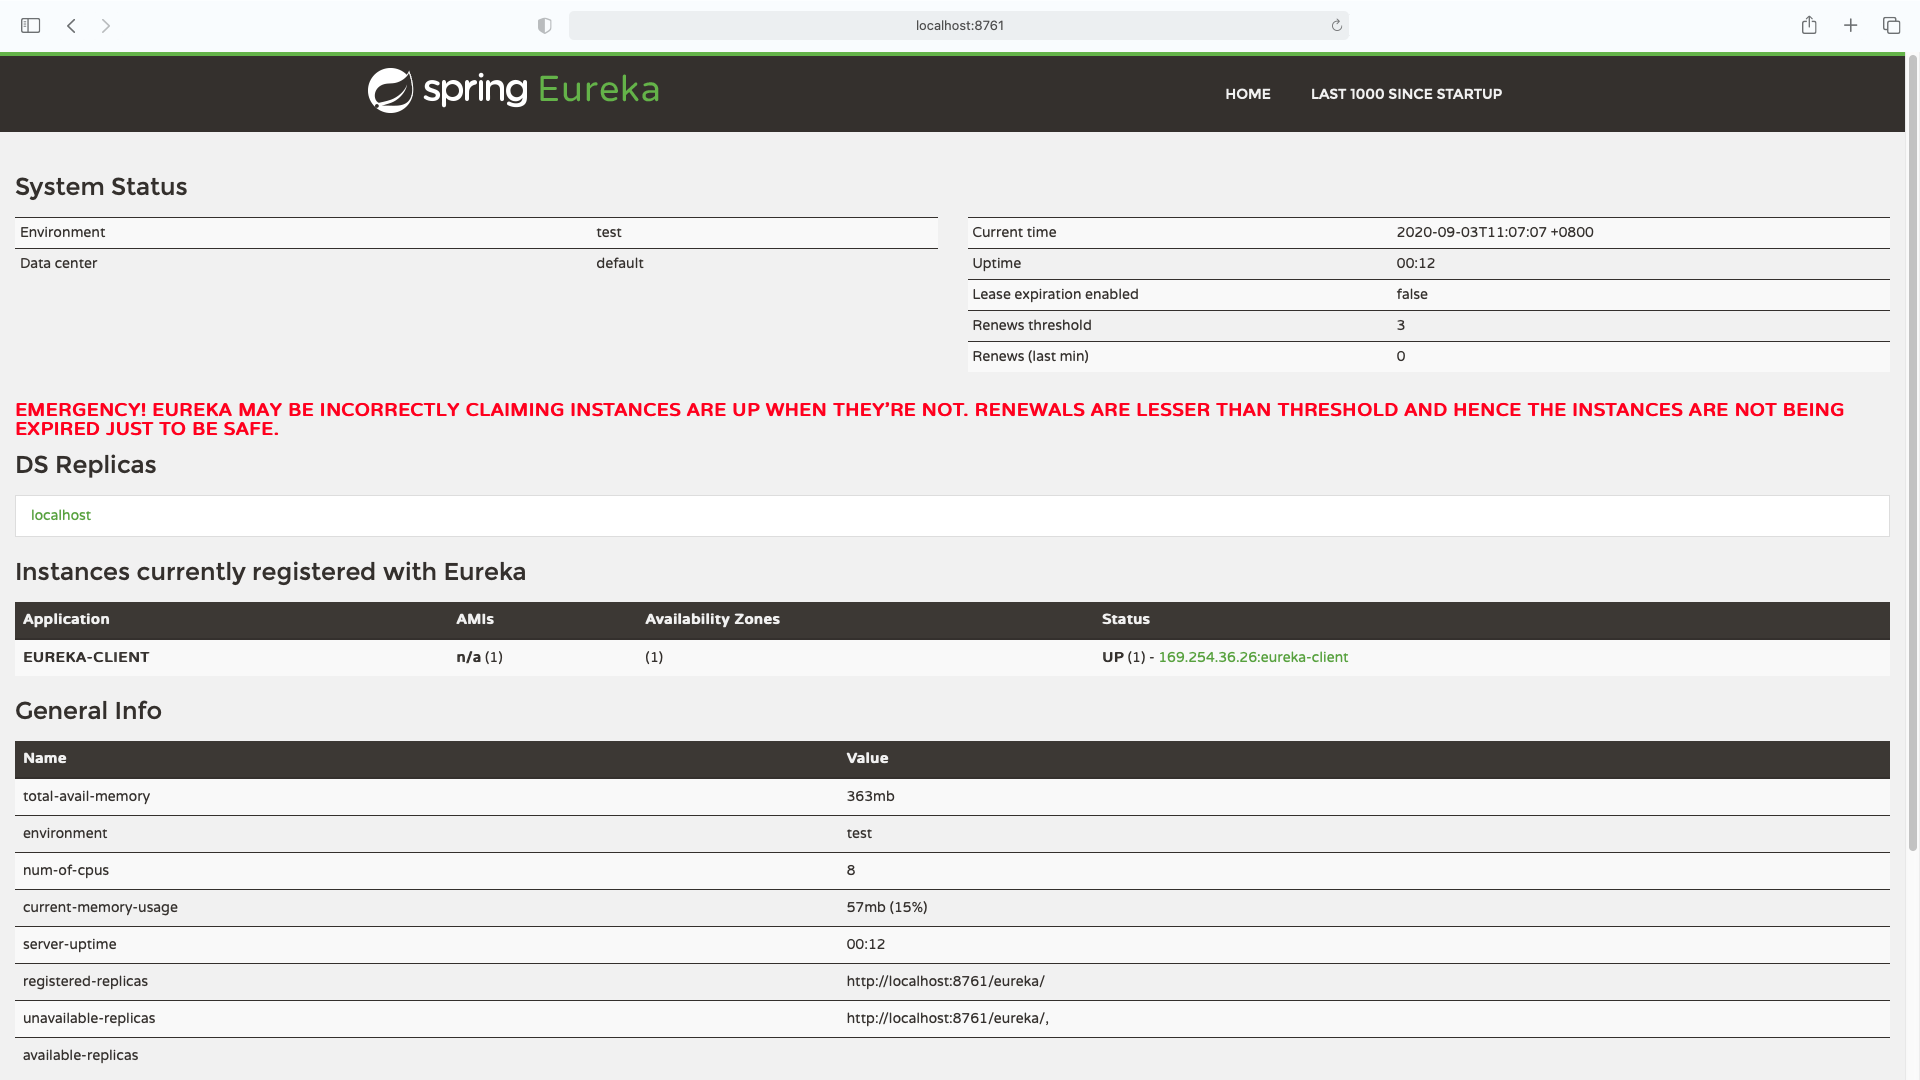 localhost:8761
spring Eureka
HOME LAST 1000 SINCE STARTUP
System Status
Environment test
Data center default
Current time 2020-09-03T11:07:07 +0800
Uptime 00:12
Lease expiration enabled false
Renews threshold 3
Renews (last min) 0
EMERGENCY! EUREKA MAY BE INCORRECTLY CLAIMING INSTANCES ARE UP WHEN THEY’RE NOT. RENEWALS ARE LESSER THAN THRESHOLD AND HENCE THE INSTANCES ARE NOT BEING
EXPIRED JUST TO BE SAFE.
DS Replicas
localhost
Instances currently registered with Eureka
Application AMIs Availability Zones Status
EUREKA-CLIENT n/a (1) (1) UP (1) - 169.254.36.26:eureka-client
General Info
Name Value
total-avail-memory 363mb
environment test
num-of-cpus 8
current-memory-usage 57mb (15%)
server-uptime 00:12
registered-replicas http://localhost:8761/eureka/
unavailable-replicas http://localhost:8761/eureka/,
available-replicas